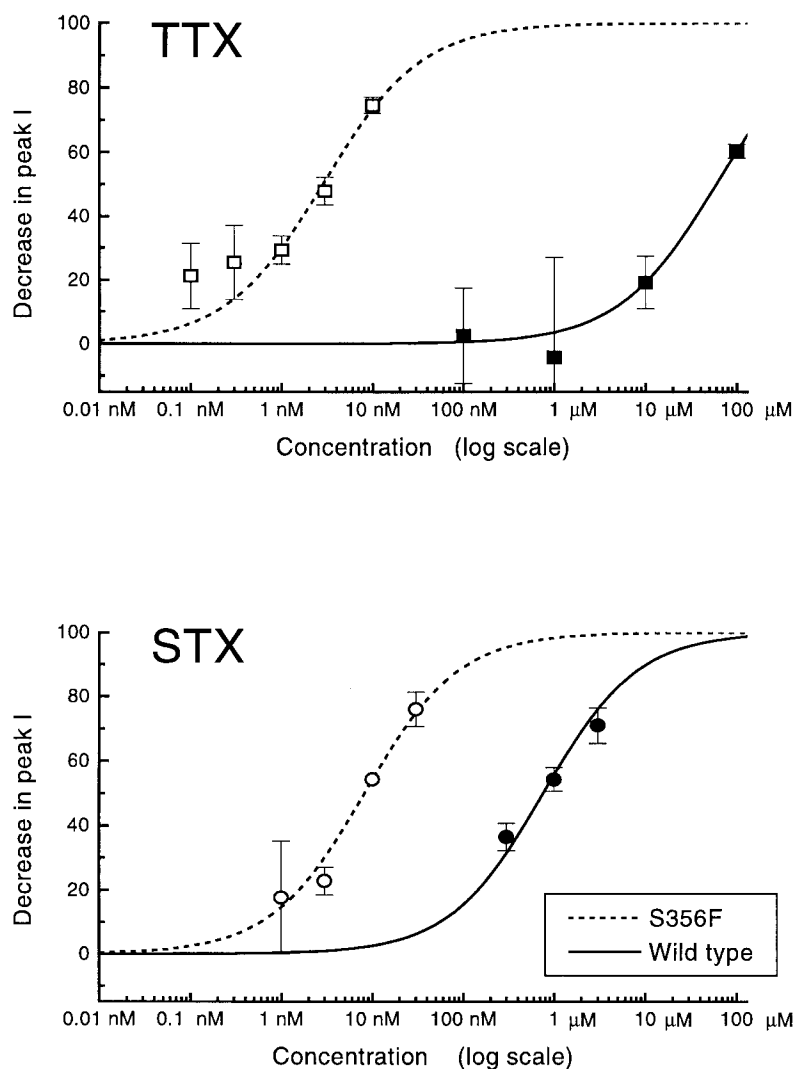 TTX
100
80
60
40
20
0
Decrease in peak I
0.01 nM 0.1 nM 1 nM 10 nM 100 nM 1 μM 10 μM 100 μM
Concentration (log scale)
STX
100
80
60
40
20
0
Decrease in peak I
S356F
Wild type
0.01 nM 0.1 nM 1 nM 10 nM 100 nM 1 μM 10 μM 100 μM
Concentration (log scale)